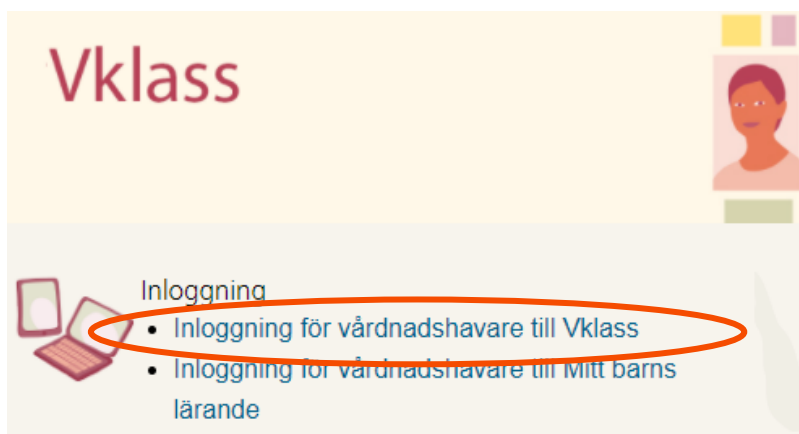 Vklass
Inloggning
• Inloggning för vårdnadshavare till Vklass
• Inloggning för vårdnadshavare till Mitt barns
lärande